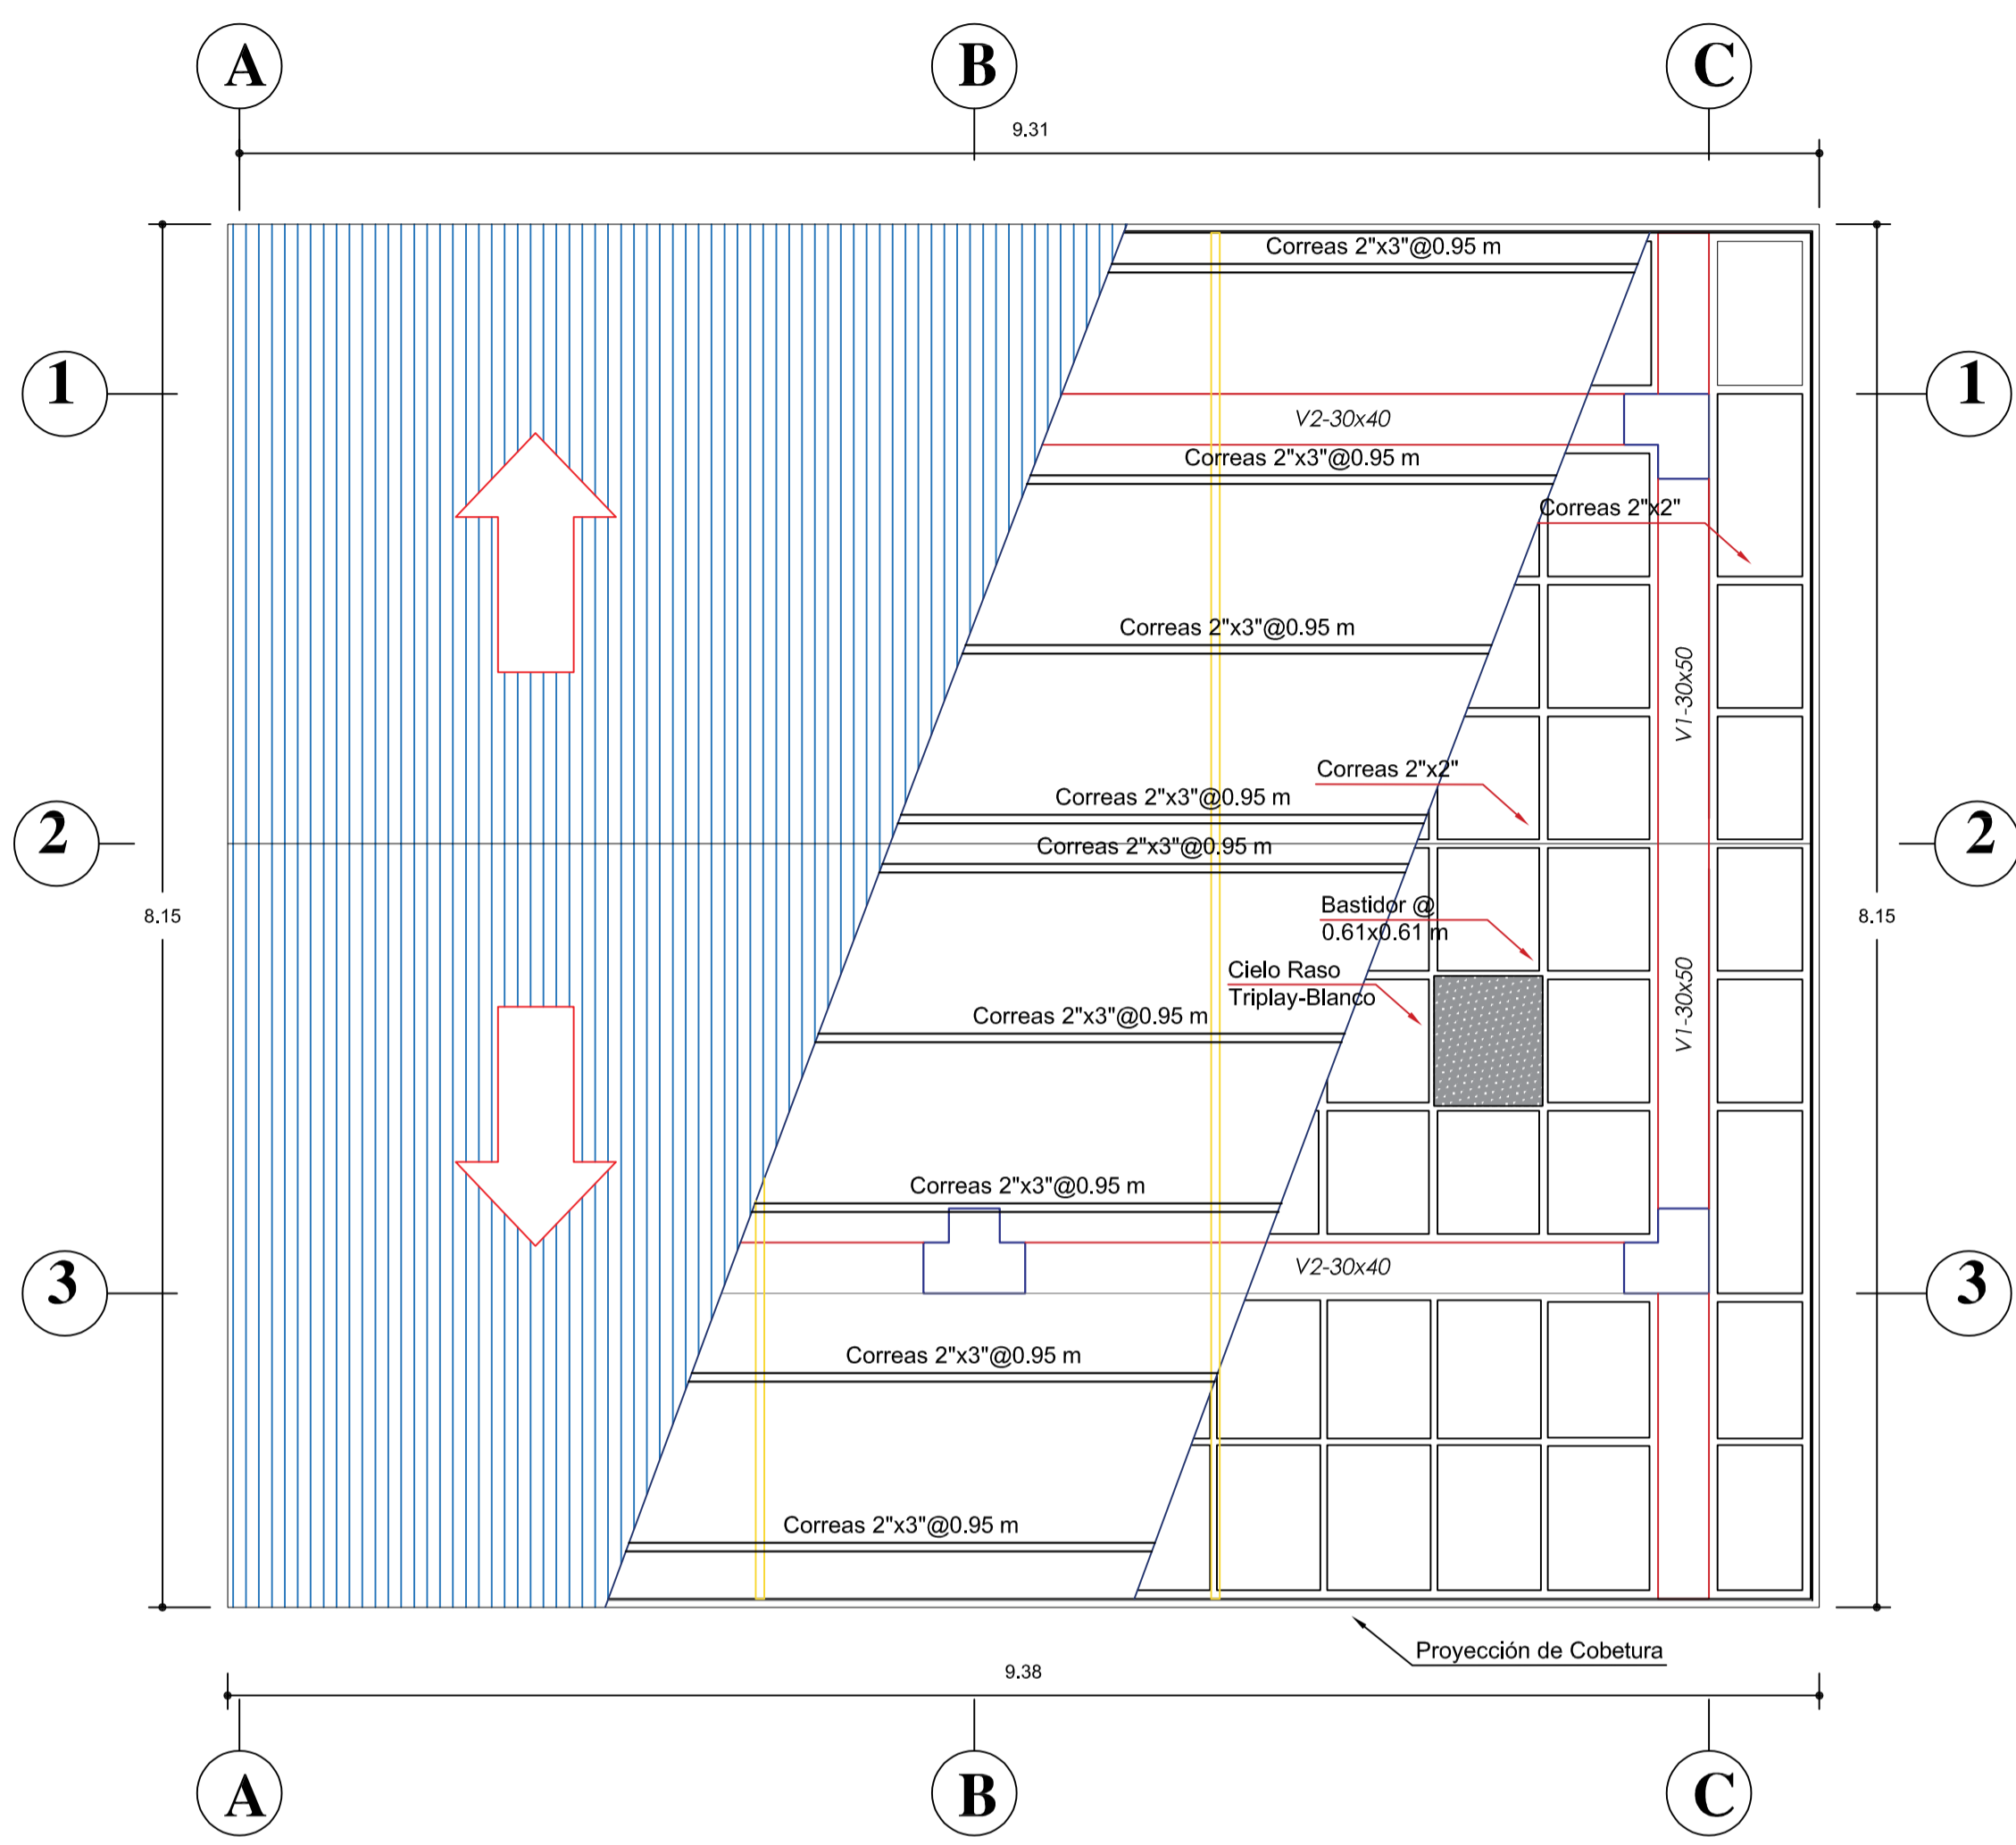 A
B
C
9.31
Correas 2"x3"@0.95 m
1
1
V2-30x40
Correas 2"x3"@0.95 m
Correas 2"x2"
Correas 2"x3"@0.95 m
V1-30x50
Correas 2"x2"
Correas 2"x3"@0.95 m
2
2
Correas 2"x3"@0.95 m
8.15
8.15
Bastidor @
0.61x0.61 m
Cielo Raso
Triplay-Blanco
V1-30x50
Correas 2"x3"@0.95 m
Correas 2"x3"@0.95 m
3
3
V2-30x40
Correas 2"x3"@0.95 m
Correas 2"x3"@0.95 m
Proyección de Cobetura
9.38
A
B
C